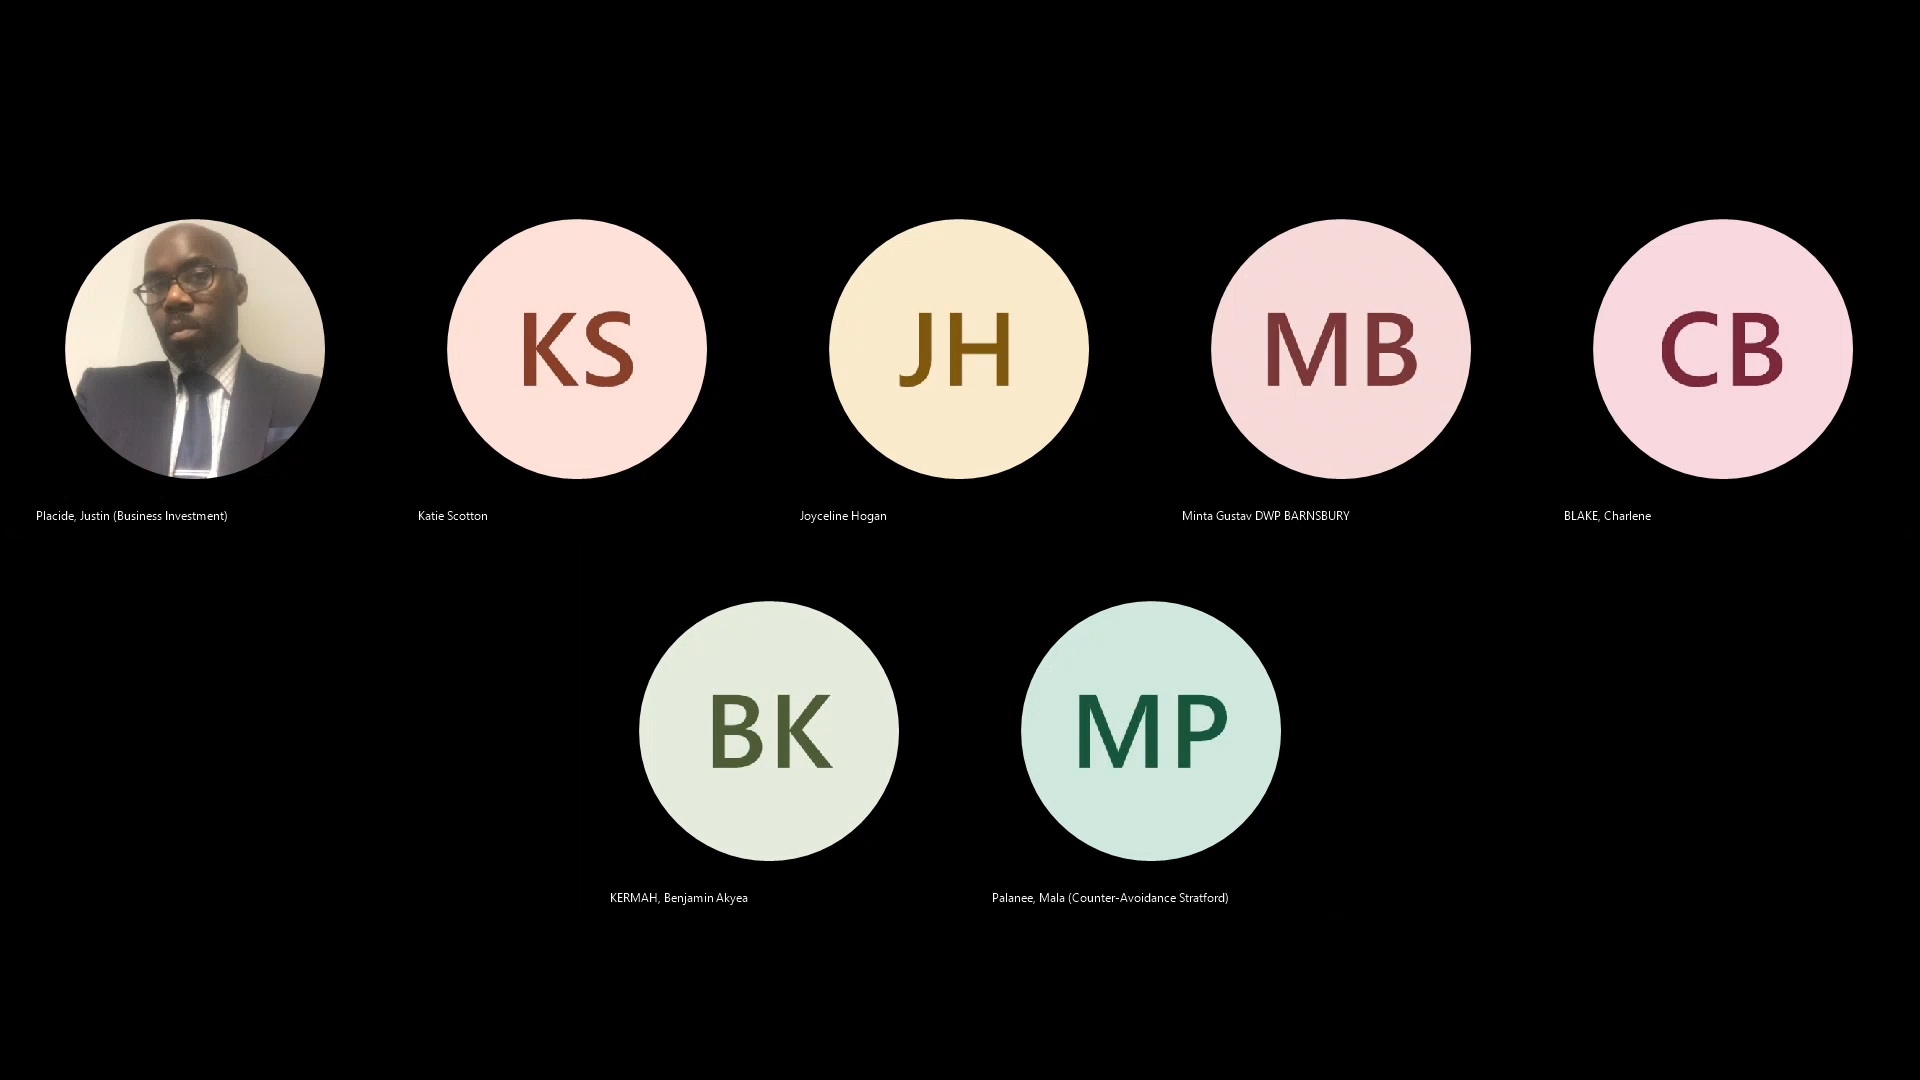 KS
JH
MB
CB
Placide, Justin (Business Investment)
Katie Scotton
Joyceline Hogan
Minta Gustav DWP BARNSBURY
BLAKE, Charlene
BK
MP
KERMAH, Benjamin Akyea
Palanee, Mala (Counter-Avoidance Stratford)